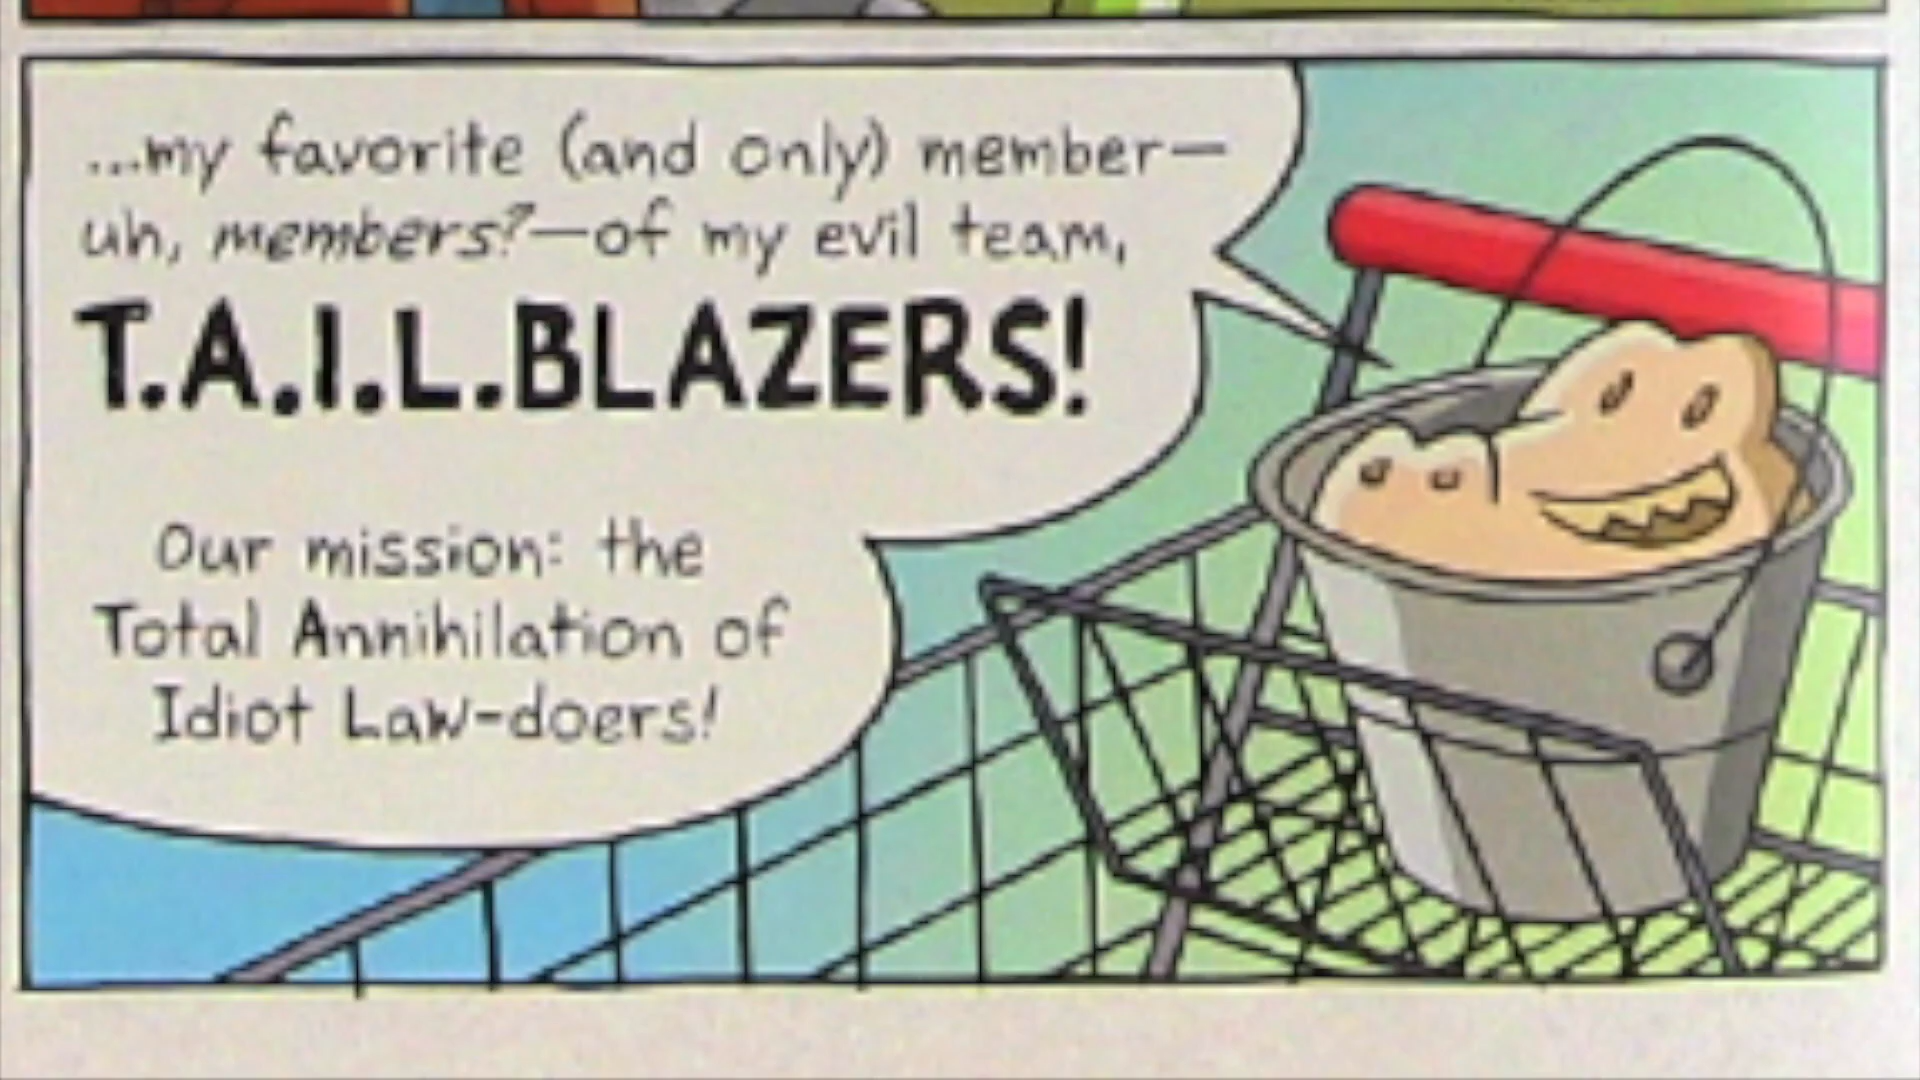 ...my favorite (and only) member—
uh, members?—of my evil team,
T.A.I.L.BLAZERS!
Our mission: the
Total Annihilation of
Idiot Law-doers!